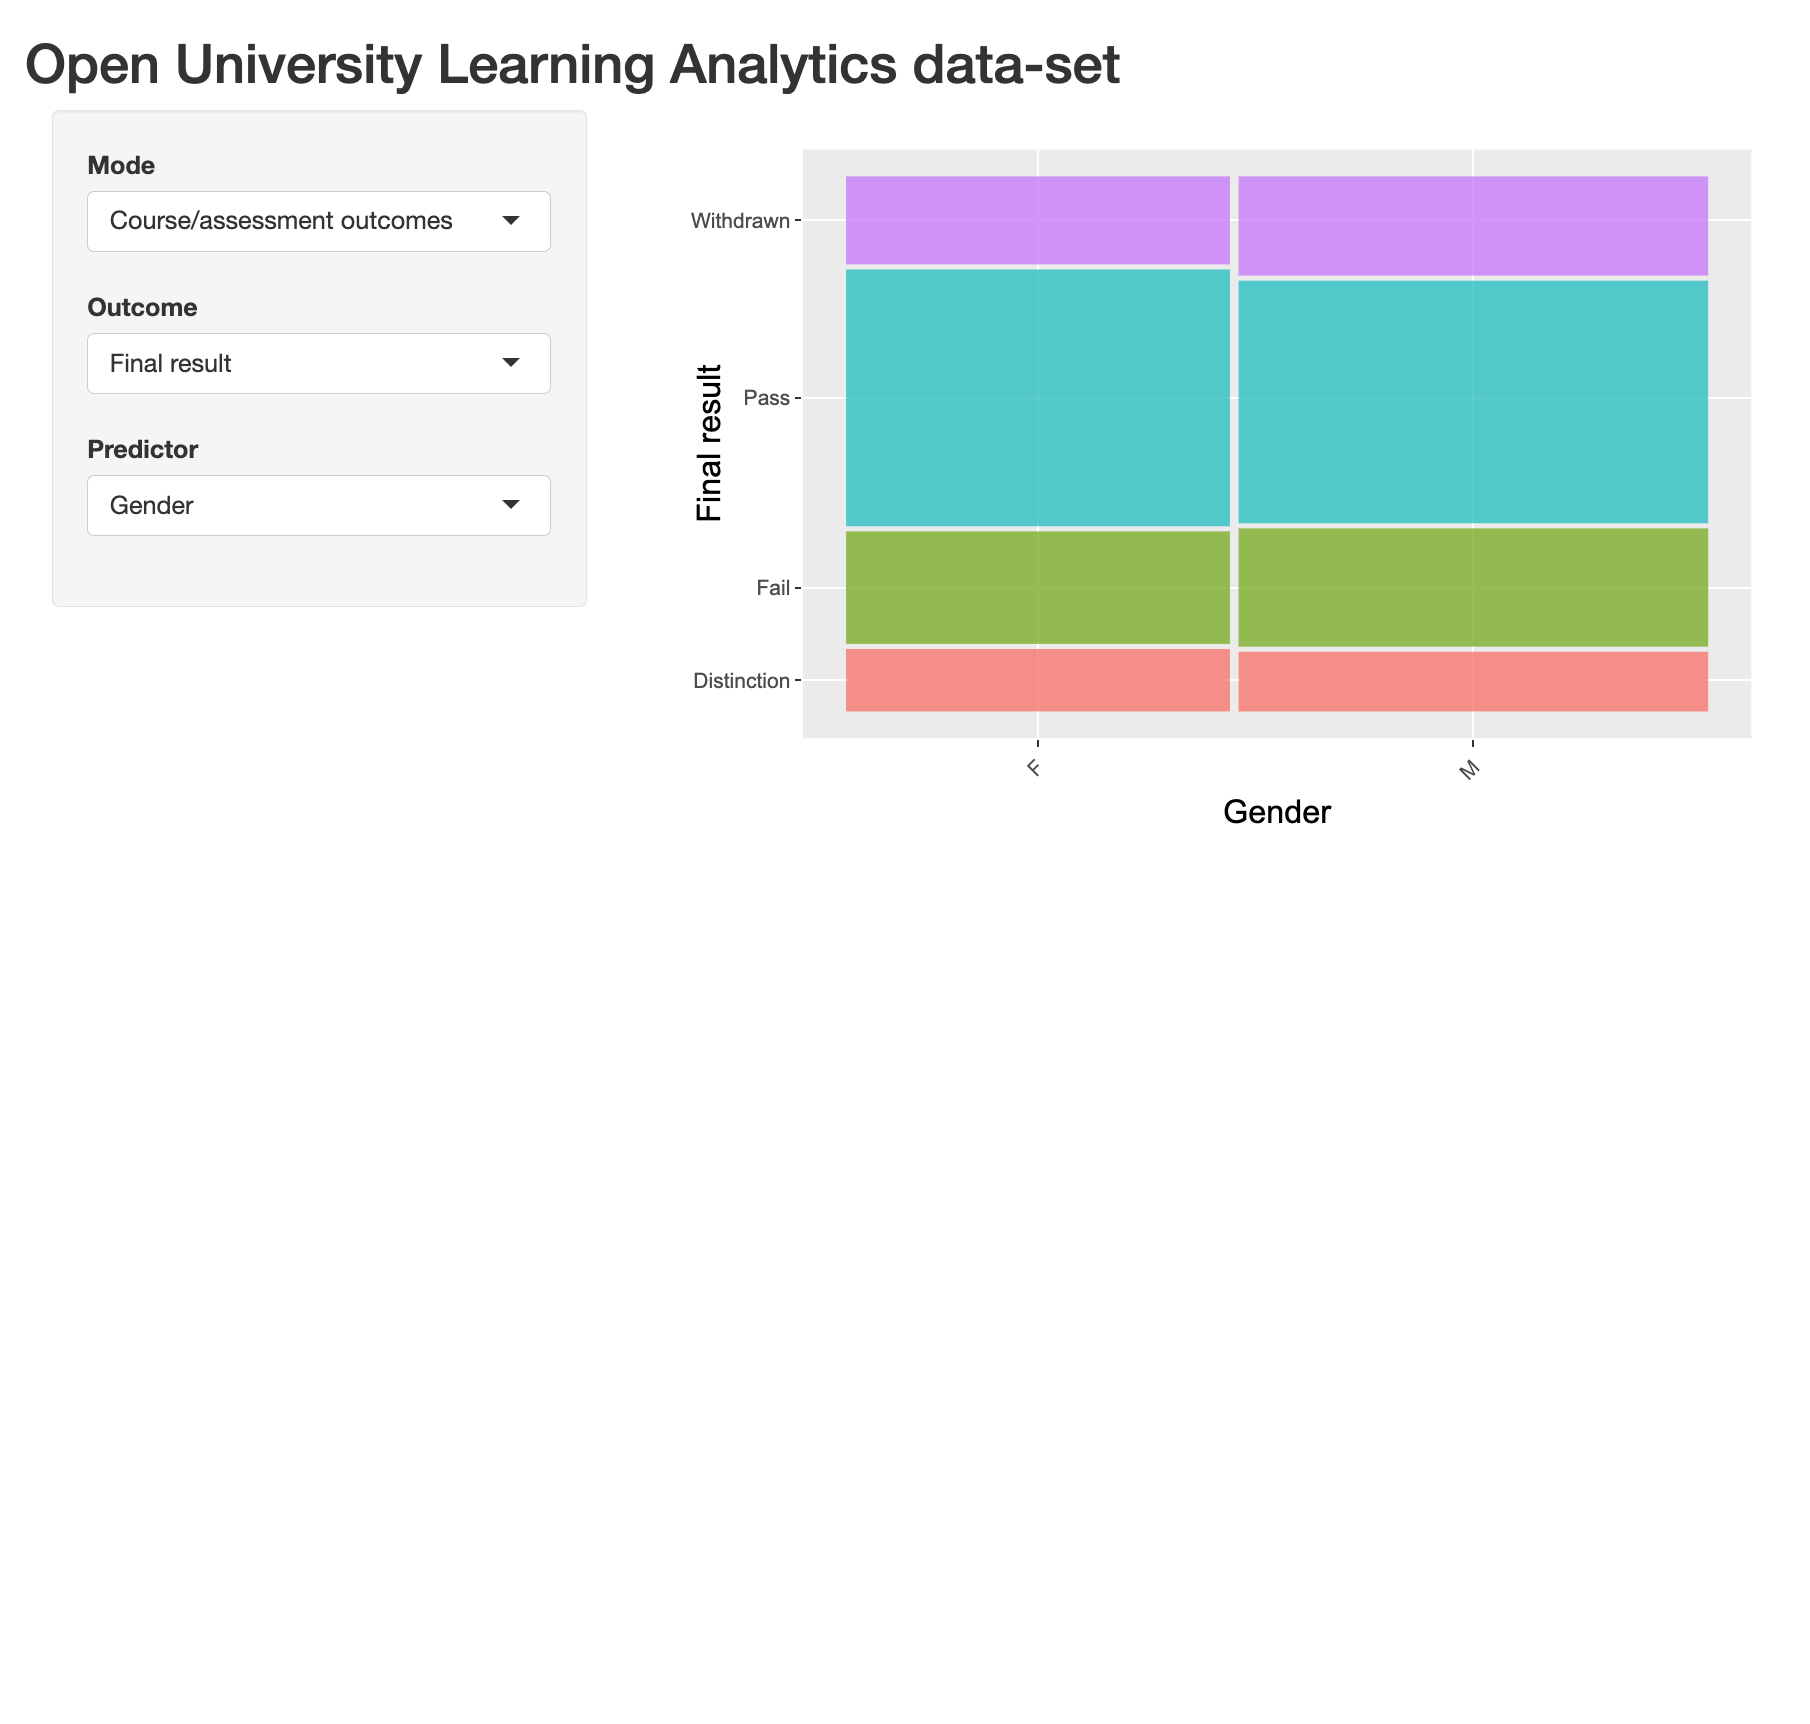 Open University Learning Analytics data-set
Mode
Course/assessment outcomes
Outcome
Final result
Predictor
Gender
Final result
Withdrawn
Pass
Fail
Distinction
F
M
Gender